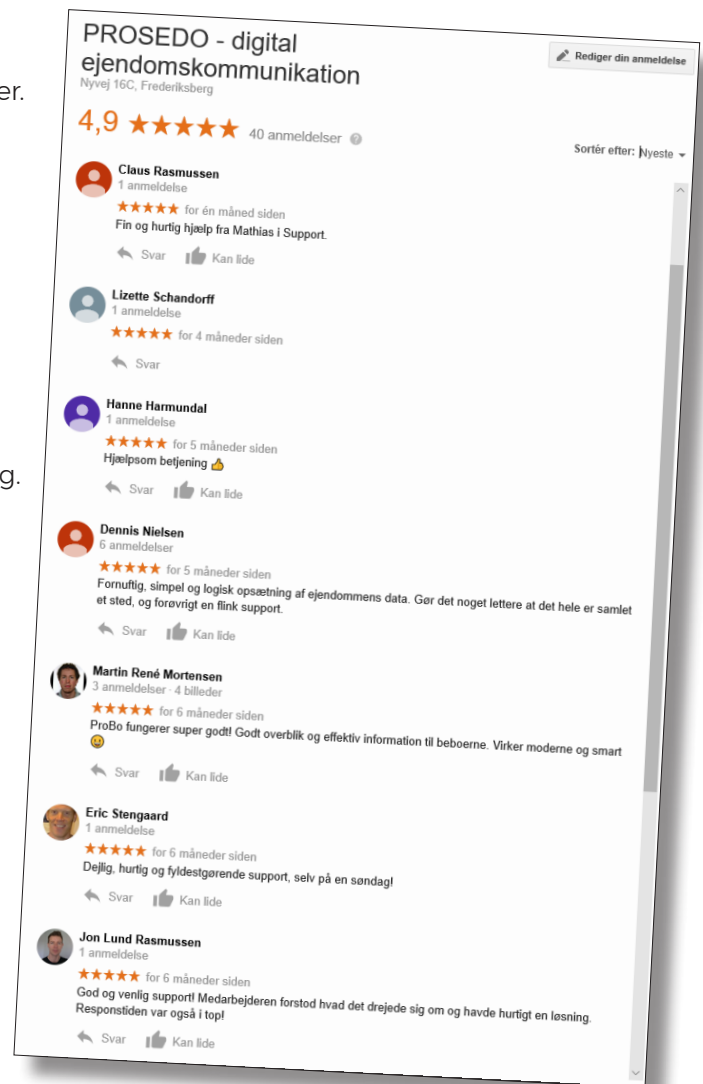 er.
g.
PROSEDO - digital
ejendomskommunikation
Rediger din anmeldelse
Nyvej 16C, Frederiksberg
4,9 ★★★★★ 40 anmeldelser ?
Sortér efter: Nyeste
Claus Rasmussen
1 anmeldelse
★★★★★ for én måned siden
Fin og hurtig hjælp fra Mathias i Support.
Svar Kan lide
Lizette Schandorff
1 anmeldelse
★★★★★ for 4 måneder siden
Svar
Hanne Harmundal
1 anmeldelse
★★★★★ for 5 måneder siden
Hjælpsom betjening 👍
Svar Kan lide
Dennis Nielsen
6 anmeldelser
★★★★★ for 5 måneder siden
Fornuftig, simpel og logisk opsætning af ejendommens data. Gør det noget lettere at det hele er samlet
et sted, og forøvrigt en flink support.
Svar Kan lide
Martin René Mortensen
3 anmeldelser · 4 billeder
★★★★★ for 6 måneder siden
ProBo fungerer super godt! Godt overblik og effektiv information til beboerne. Virker moderne og smart
🙂
Svar Kan lide
Eric Stengaard
1 anmeldelse
★★★★★ for 6 måneder siden
Dejlig, hurtig og fyldestgørende support, selv på en søndag!
Svar Kan lide
Jon Lund Rasmussen
1 anmeldelse
★★★★★ for 6 måneder siden
God og venlig support! Medarbejderen forstod hvad det drejede sig om og havde hurtigt en løsning.
Responstiden var også i top!
Svar Kan lide